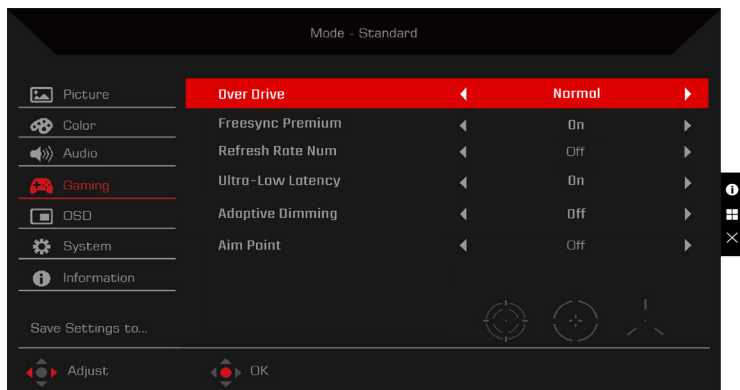 Mode - Standard
Picture
Over Drive Normal
Color
Freesync Premium On
Audio
Refresh Rate Num Off
Gaming
Ultra-Low Latency On
OSD
Adaptive Dimming Off
System
Aim Point Off
Information
Save Settings to...
Adjust OK